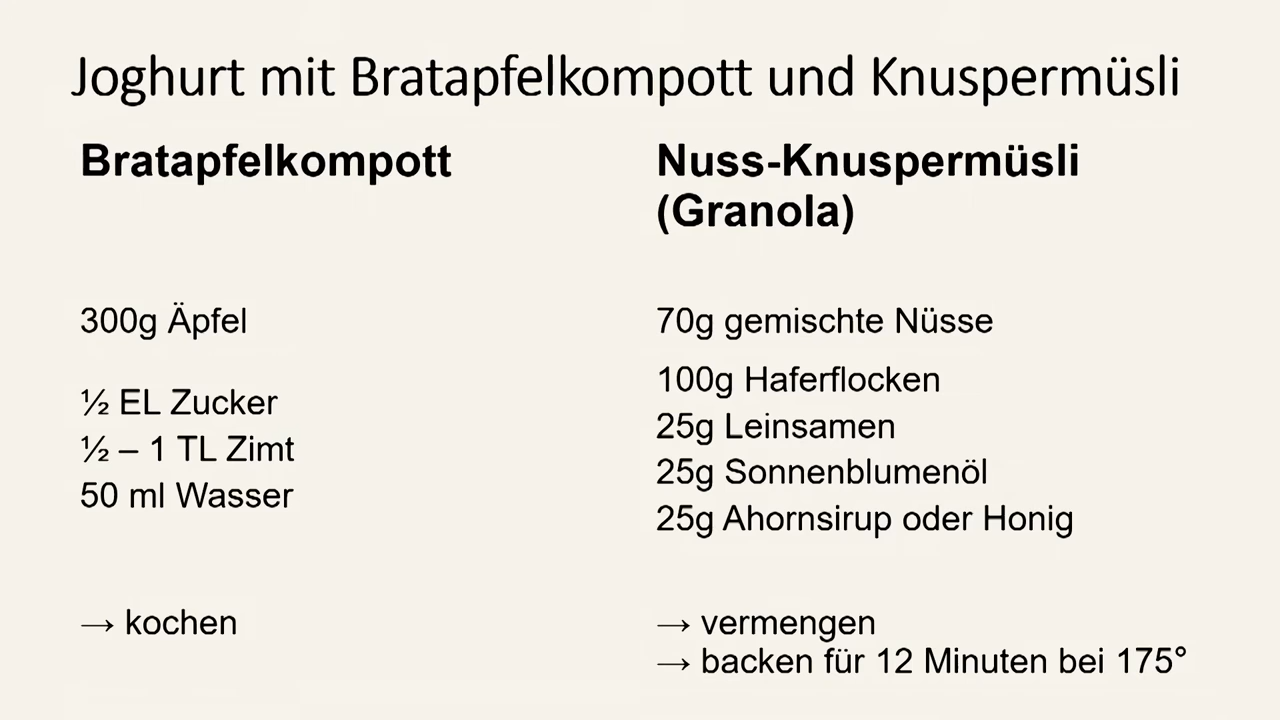 Joghurt mit Bratapfelkompott und Knuspermüsli
Bratapfelkompott
300g Äpfel
½ EL Zucker
½ – 1 TL Zimt
50 ml Wasser
→ kochen
Nuss-Knuspermüsli
(Granola)
70g gemischte Nüsse
100g Haferflocken
25g Leinsamen
25g Sonnenblumenöl
25g Ahornsirup oder Honig
→ vermengen
→ backen für 12 Minuten bei 175°